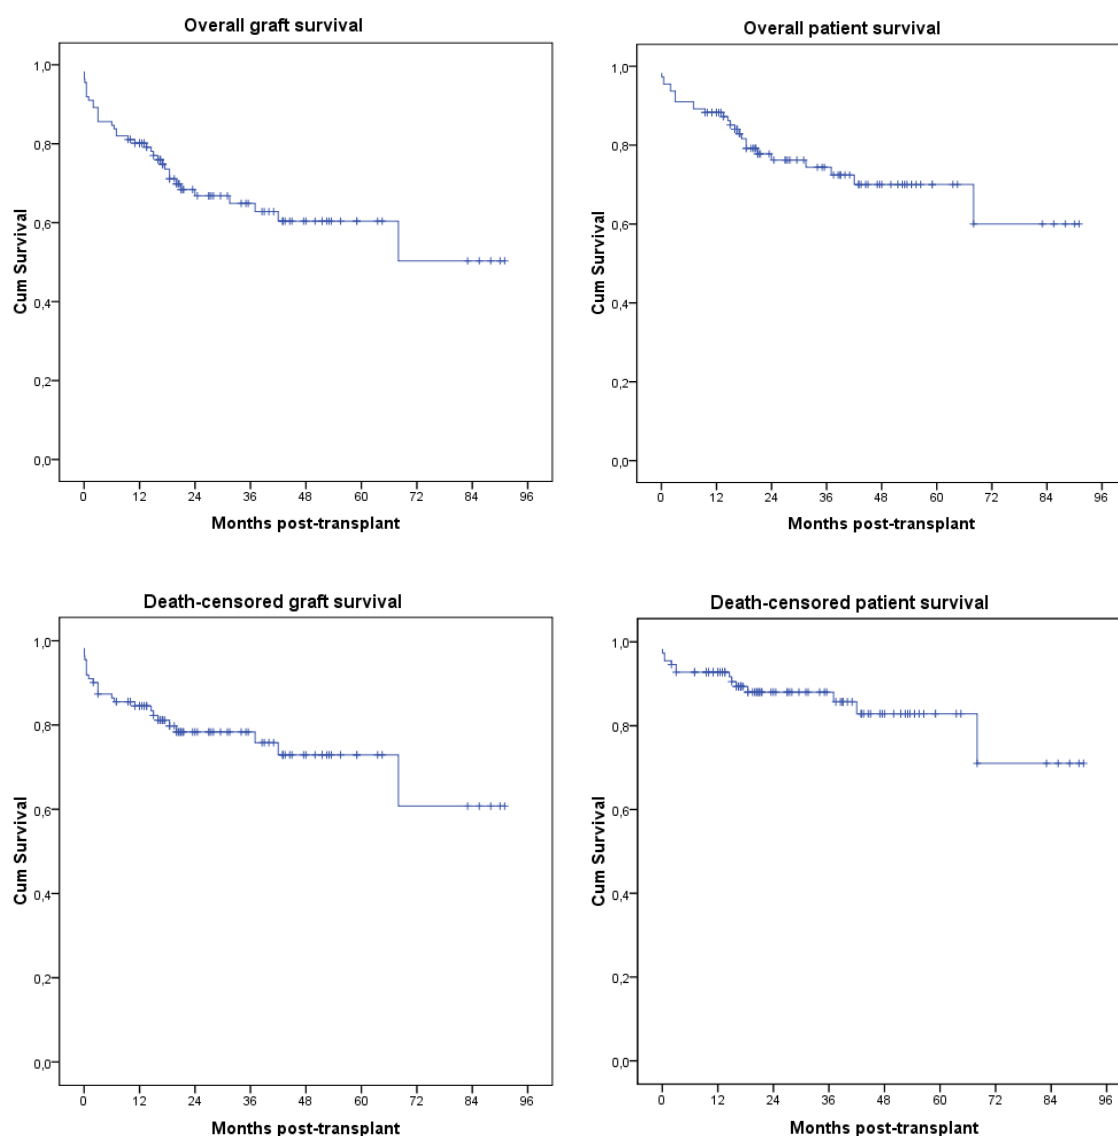 Overall graft survival
Cum Survival
1,0
0,8
0,6
0,4
0,2
0,0
0 12 24 36 48 60 72 84 96
Months post-transplant
Overall patient survival
Cum Survival
1,0
0,8
0,6
0,4
0,2
0,0
0 12 24 36 48 60 72 84 96
Months post-transplant
Death-censored graft survival
Cum Survival
1,0
0,8
0,6
0,4
0,2
0,0
0 12 24 36 48 60 72 84 96
Months post-transplant
Death-censored patient survival
Cum Survival
1,0
0,8
0,6
0,4
0,2
0,0
0 12 24 36 48 60 72 84 96
Months post-transplant